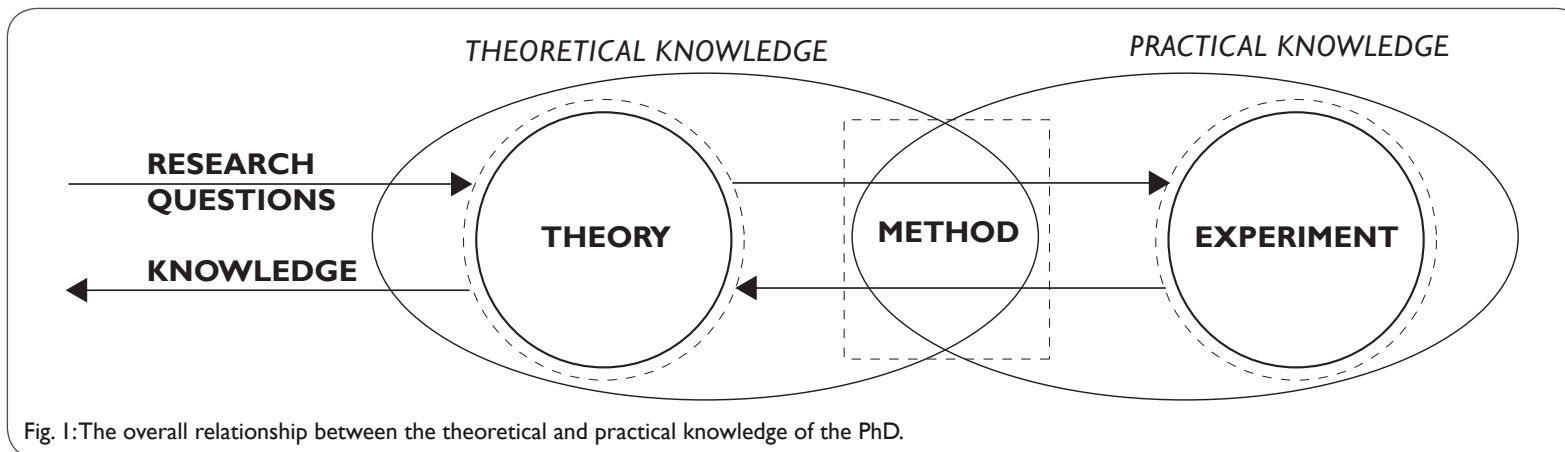 THEORETICAL KNOWLEDGE
PRACTICAL KNOWLEDGE
RESEARCH
QUESTIONS
THEORY
METHOD
EXPERIMENT
KNOWLEDGE
Fig. 1: The overall relationship between the theoretical and practical knowledge of the PhD.